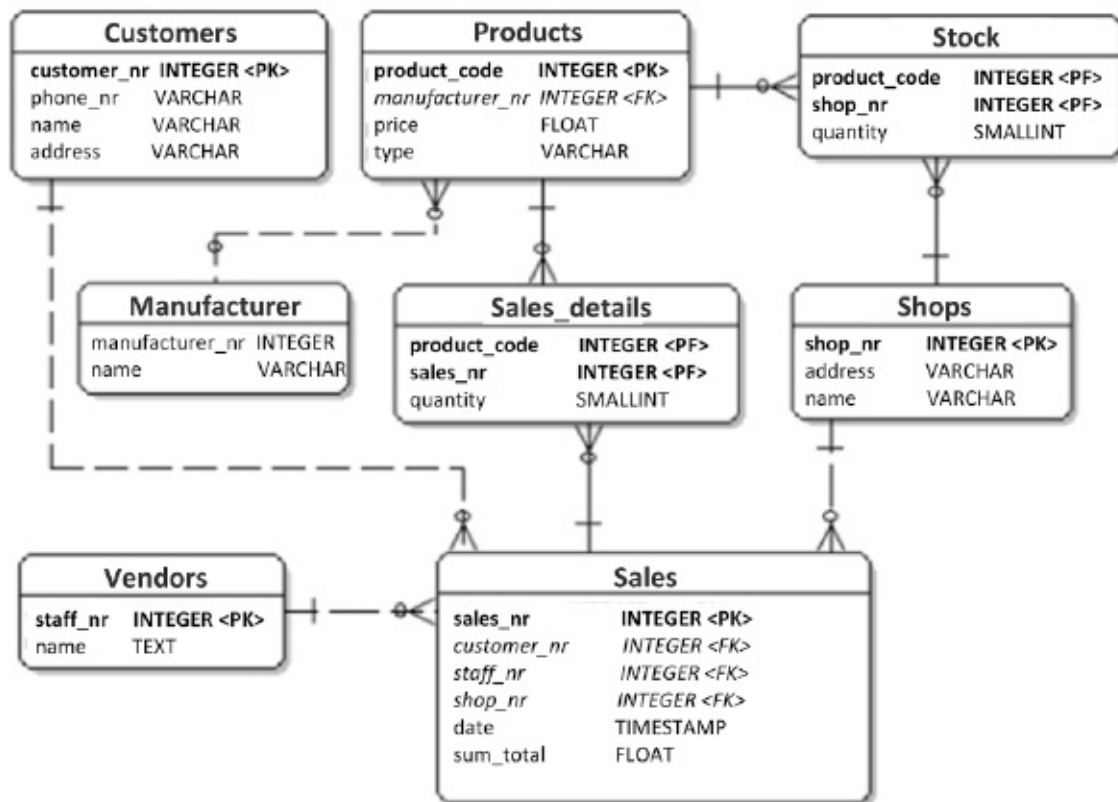 Customers
customer_nr INTEGER <PK>
phone_nr VARCHAR
name VARCHAR
address VARCHAR
Products
product_code INTEGER <PK>
manufacturer_nr INTEGER <FK>
price FLOAT
type VARCHAR
Stock
product_code INTEGER <PF>
shop_nr INTEGER <PF>
quantity SMALLINT
Manufacturer
manufacturer_nr INTEGER
name VARCHAR
Sales_details
product_code INTEGER <PF>
sales_nr INTEGER <PF>
quantity SMALLINT
Shops
shop_nr INTEGER <PK>
address VARCHAR
name VARCHAR
Vendors
staff_nr INTEGER <PK>
name TEXT
Sales
sales_nr INTEGER <PK>
customer_nr INTEGER <FK>
staff_nr INTEGER <FK>
shop_nr INTEGER <FK>
date TIMESTAMP
sum_total FLOAT